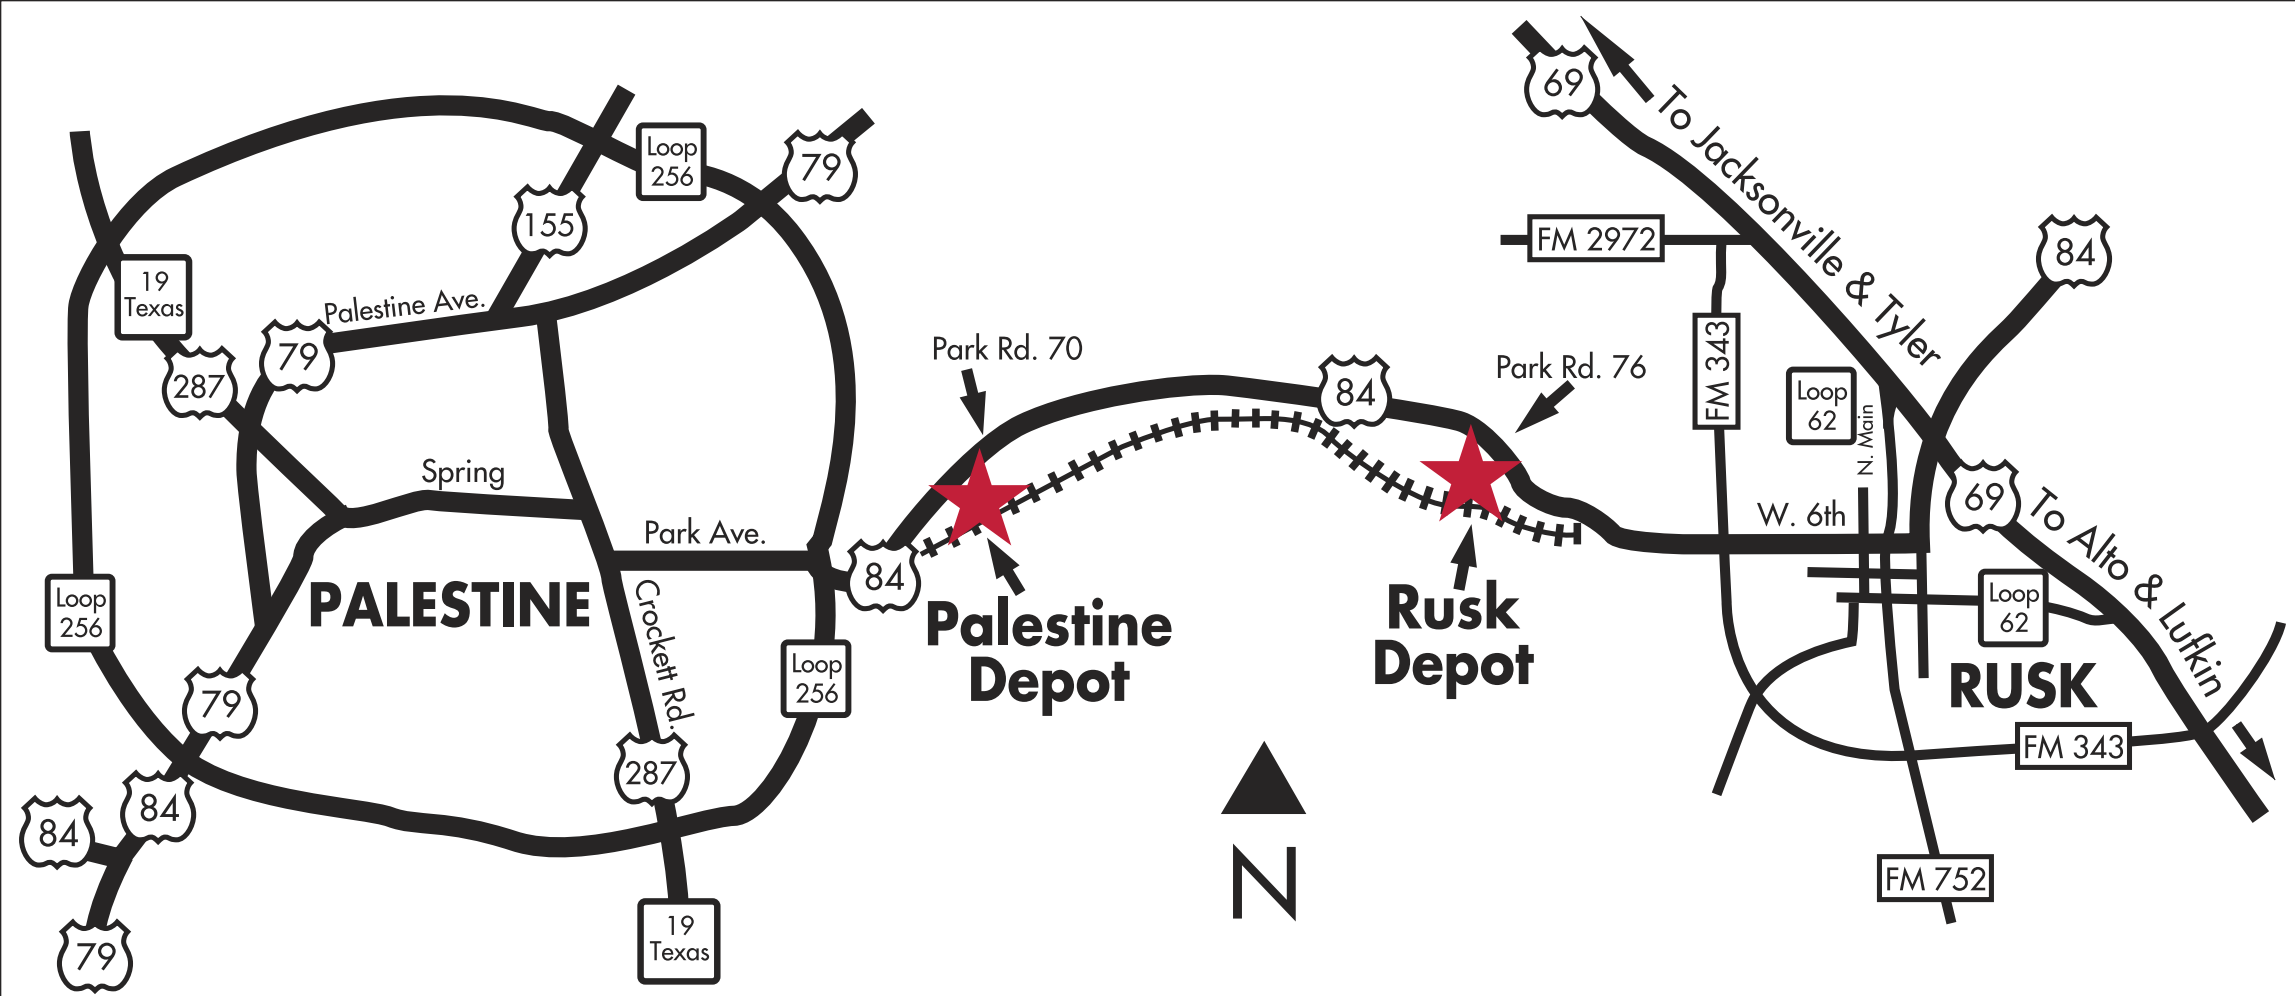 69
To Jacksonville & Tyler
Loop
256
79
155
84
FM 2972
19
Texas
Palestine Ave.
79
287
Park Rd. 70
84
Park Rd. 76
FM 343
Loop
62
N. Main
Spring
Park Ave.
W. 6th
69
To Alto & Lufkin
84
Loop
256
PALESTINE
Crockett Rd.
Palestine
Depot
Rusk
Depot
Loop
62
RUSK
Loop
256
79
FM 343
287
84
84
N
FM 752
19
Texas
79